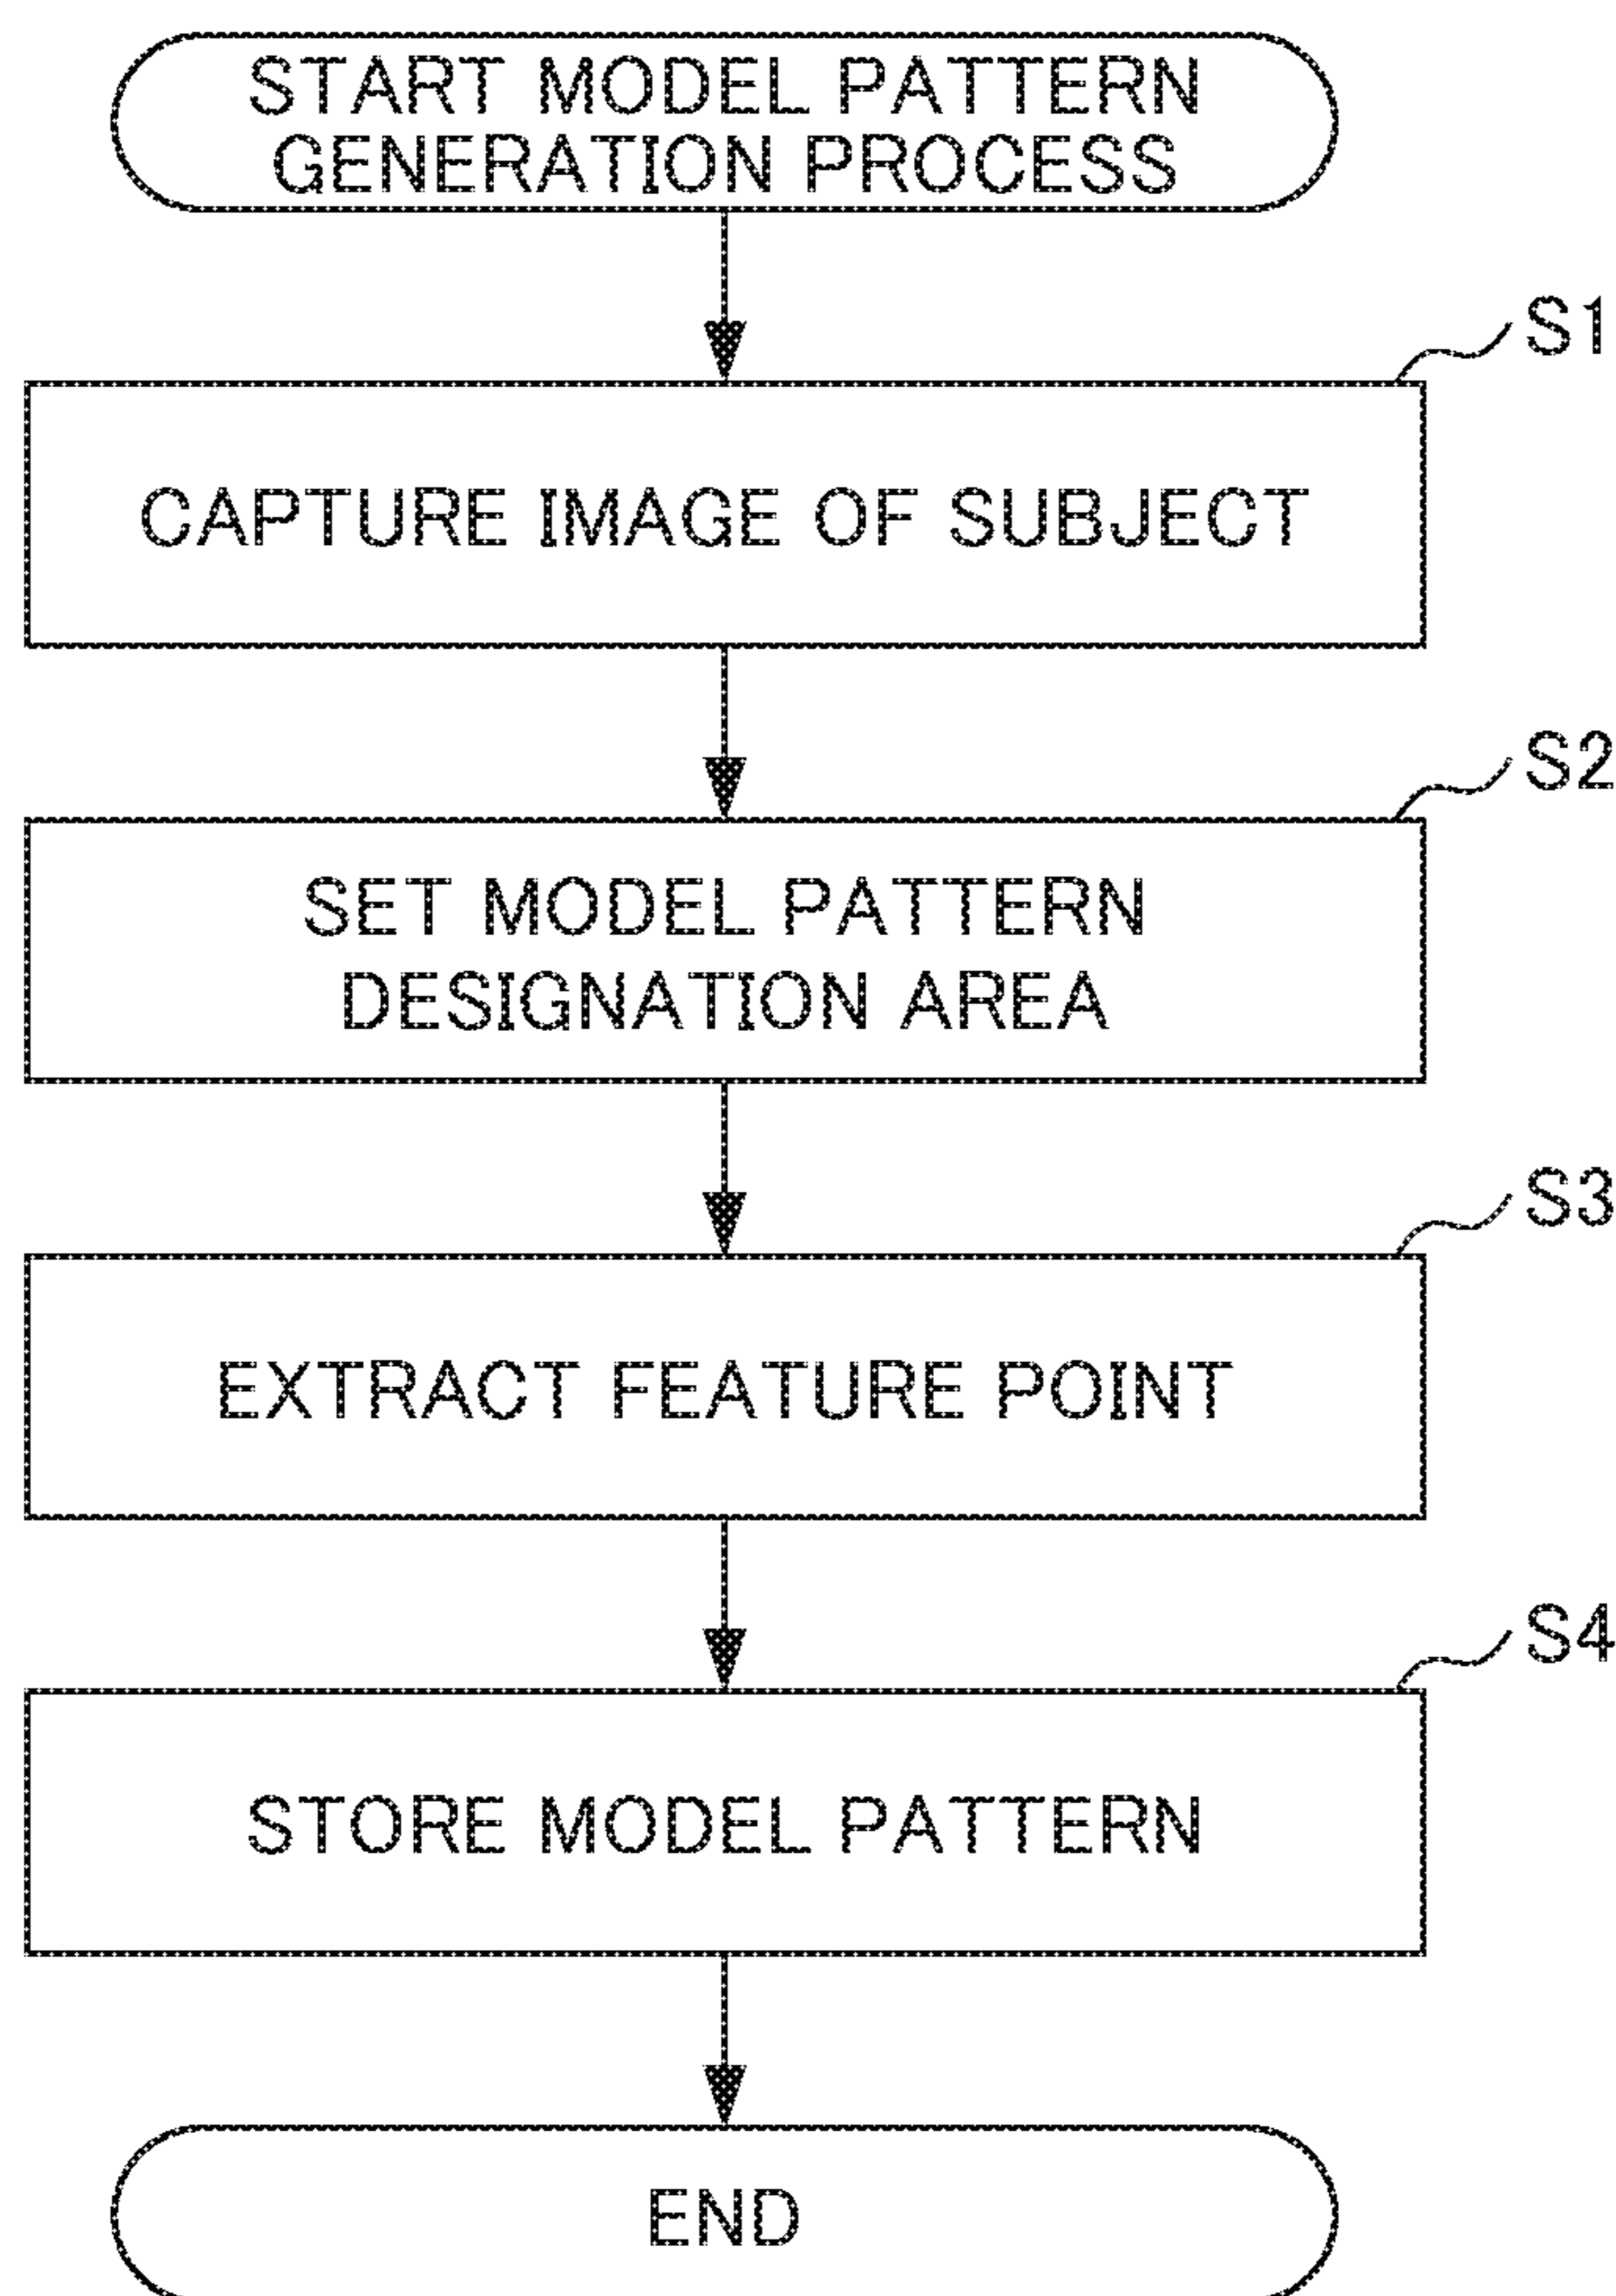 START MODEL PATTERN
GENERATION PROCESS
S1
CAPTURE IMAGE OF SUBJECT
S2
SET MODEL PATTERN
DESIGNATION AREA
S3
EXTRACT FEATURE POINT
S4
STORE MODEL PATTERN
END